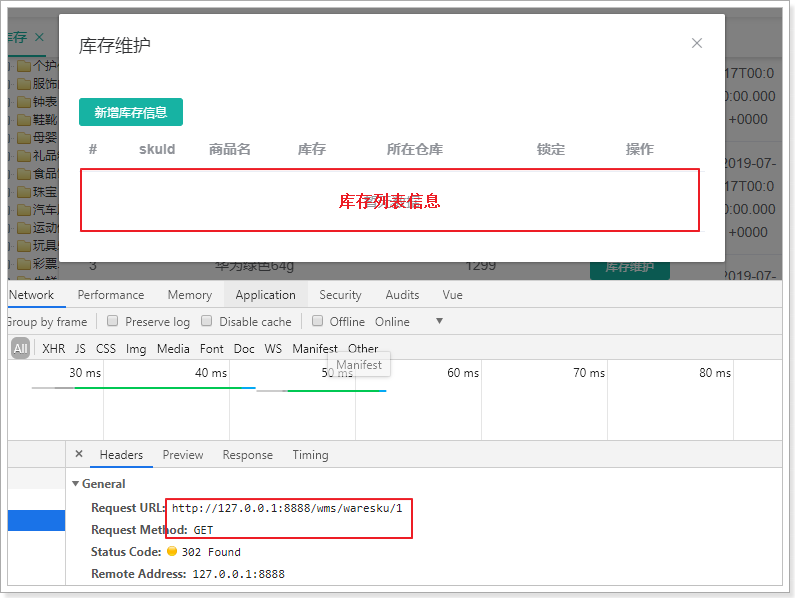 库存维护
库存
新增库存信息
# skuId 商品名 库存 所在仓库 锁定 操作
库存列表信息
个护
服饰
钟表
鞋靴
母婴
礼品
食品
珠宝
汽车
运动
玩具
彩票
17T00:0
0:00.000
+0000
2019-07-
17T00:0
0:00.000
+0000
3 华为绿色64g 1299 库存维护 2019-07-
Network Performance Memory Application Security Audits Vue
Group by frame Preserve log Disable cache Offline Online
All XHR JS CSS Img Media Font Doc WS Manifest Other
Manifest
30 ms 40 ms 50 ms 60 ms 70 ms 80 ms
× Headers Preview Response Timing
General
Request URL: http://127.0.0.1:8888/wms/waresku/1
Request Method: GET
Status Code: 302 Found
Remote Address: 127.0.0.1:8888